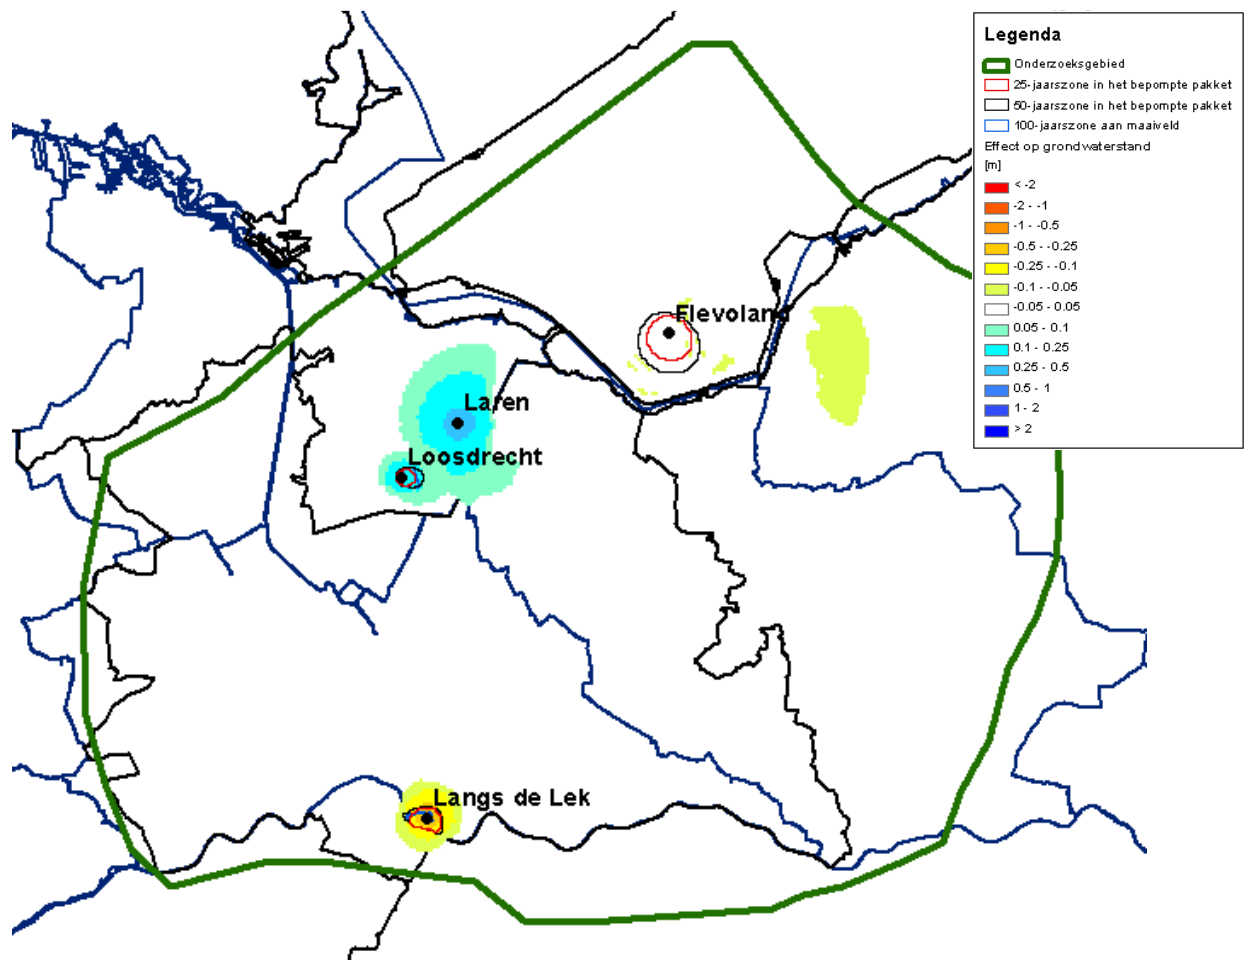 Legenda
Onderzoeksgebied
25-jaarszone in het bepompte pakket
50-jaarszone in het bepompte pakket
100-jaarszone aan maaiveld
Effect op grondwaterstand
[m]
< -2
-2 - -1
-1 - -0.5
-0.5 - -0.25
-0.25 - -0.1
-0.1 - -0.05
-0.05 - 0.05
0.05 - 0.1
0.1 - 0.25
0.25 - 0.5
0.5 - 1
1 - 2
> 2
Flevoland
Laren
Loosdrecht
Langs de Lek